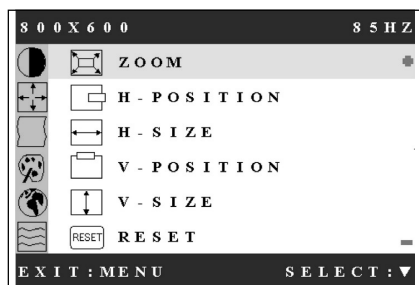 800X600 85HZ
ZOOM
H-POSITION
H-SIZE
V-POSITION
V-SIZE
RESET RESET
EXIT:MENU SELECT:▼